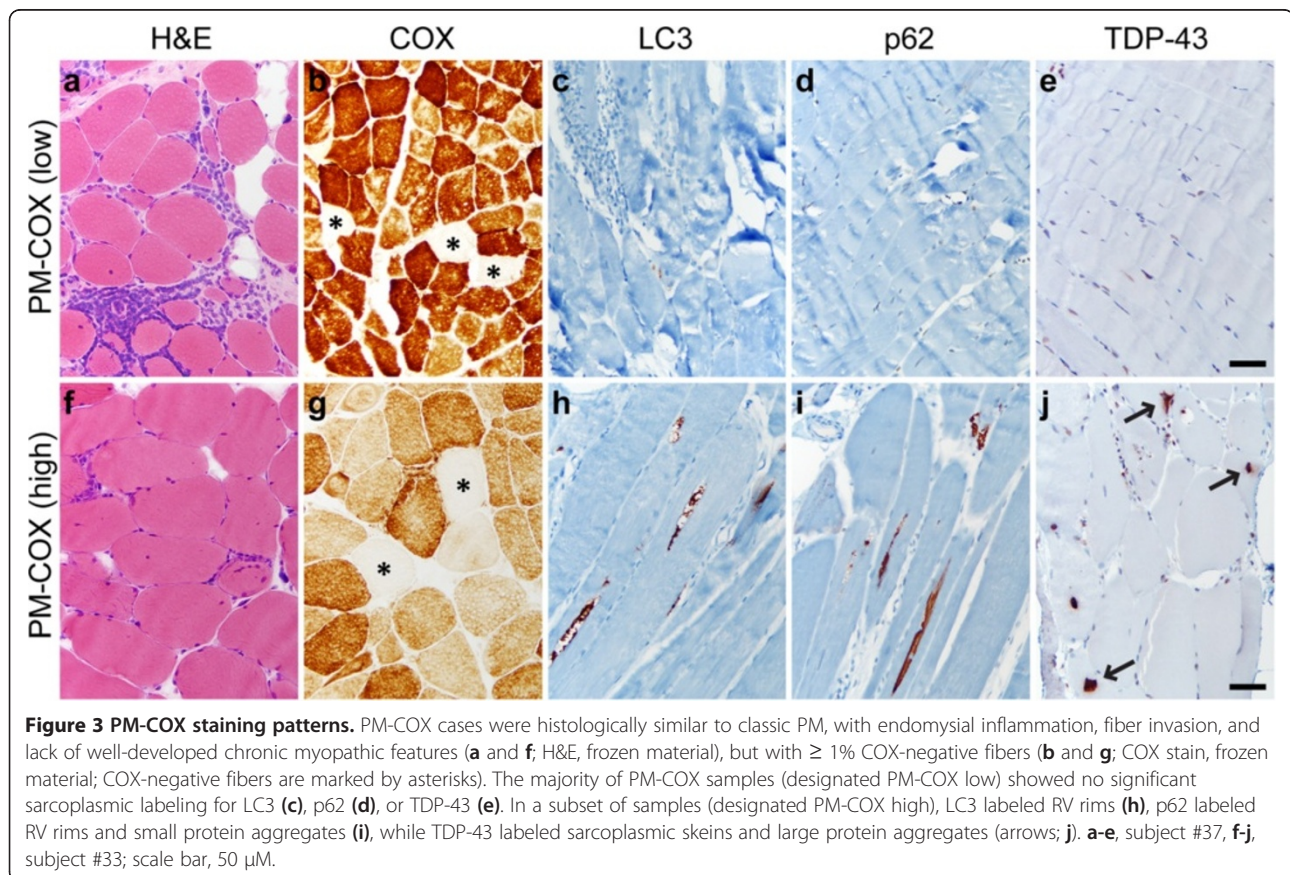 H&E COX LC3 p62 TDP-43
PM-COX (low)
a b c d e
* * *
PM-COX (high)
f g h i j
* *
Figure 3 PM-COX staining patterns. PM-COX cases were histologically similar to classic PM, with endomysial inflammation, fiber invasion, and
lack of well-developed chronic myopathic features (a and f; H&E, frozen material), but with ≥ 1% COX-negative fibers (b and g; COX stain, frozen
material; COX-negative fibers are marked by asterisks). The majority of PM-COX samples (designated PM-COX low) showed no significant
sarcoplasmic labeling for LC3 (c), p62 (d), or TDP-43 (e). In a subset of samples (designated PM-COX high), LC3 labeled RV rims (h), p62 labeled
RV rims and small protein aggregates (i), while TDP-43 labeled sarcoplasmic skeins and large protein aggregates (arrows; j). a-e, subject #37, f-j,
subject #33; scale bar, 50 μM.